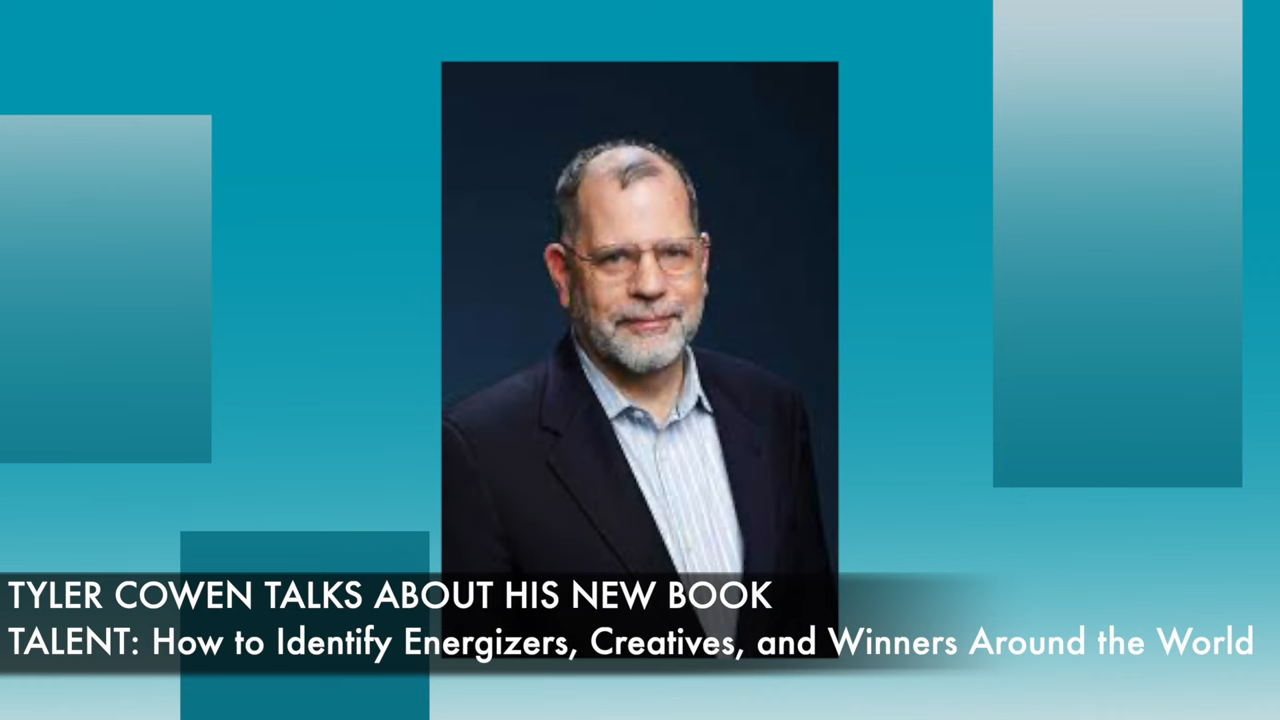 TYLER COWEN TALKS ABOUT HIS NEW BOOK
TALENT: How to Identify Energizers, Creatives, and Winners Around the World